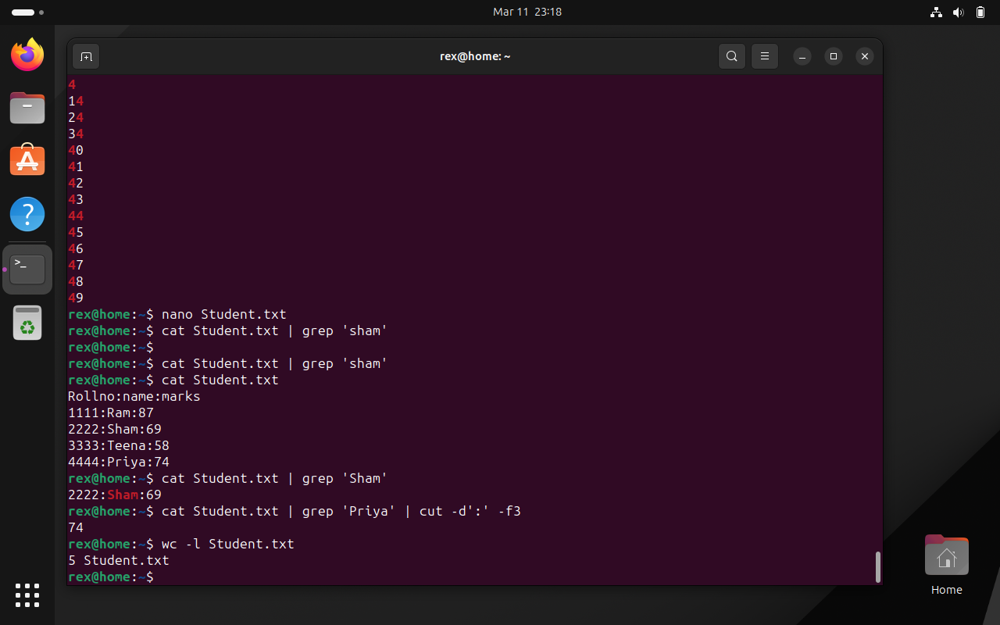 Mar 11 23:18
rex@home: ~
4
14
24
34
40
41
42
43
44
45
46
47
48
49
rex@home:~$ nano Student.txt
rex@home:~$ cat Student.txt | grep 'sham'
rex@home:~$
rex@home:~$ cat Student.txt | grep 'sham'
rex@home:~$ cat Student.txt
Rollno:name:marks
1111:Ram:87
2222:Sham:69
3333:Teena:58
4444:Priya:74
rex@home:~$ cat Student.txt | grep 'Sham'
2222:Sham:69
rex@home:~$ cat Student.txt | grep 'Priya' | cut -d':' -f3
74
rex@home:~$ wc -l Student.txt
5 Student.txt
rex@home:~$
Home